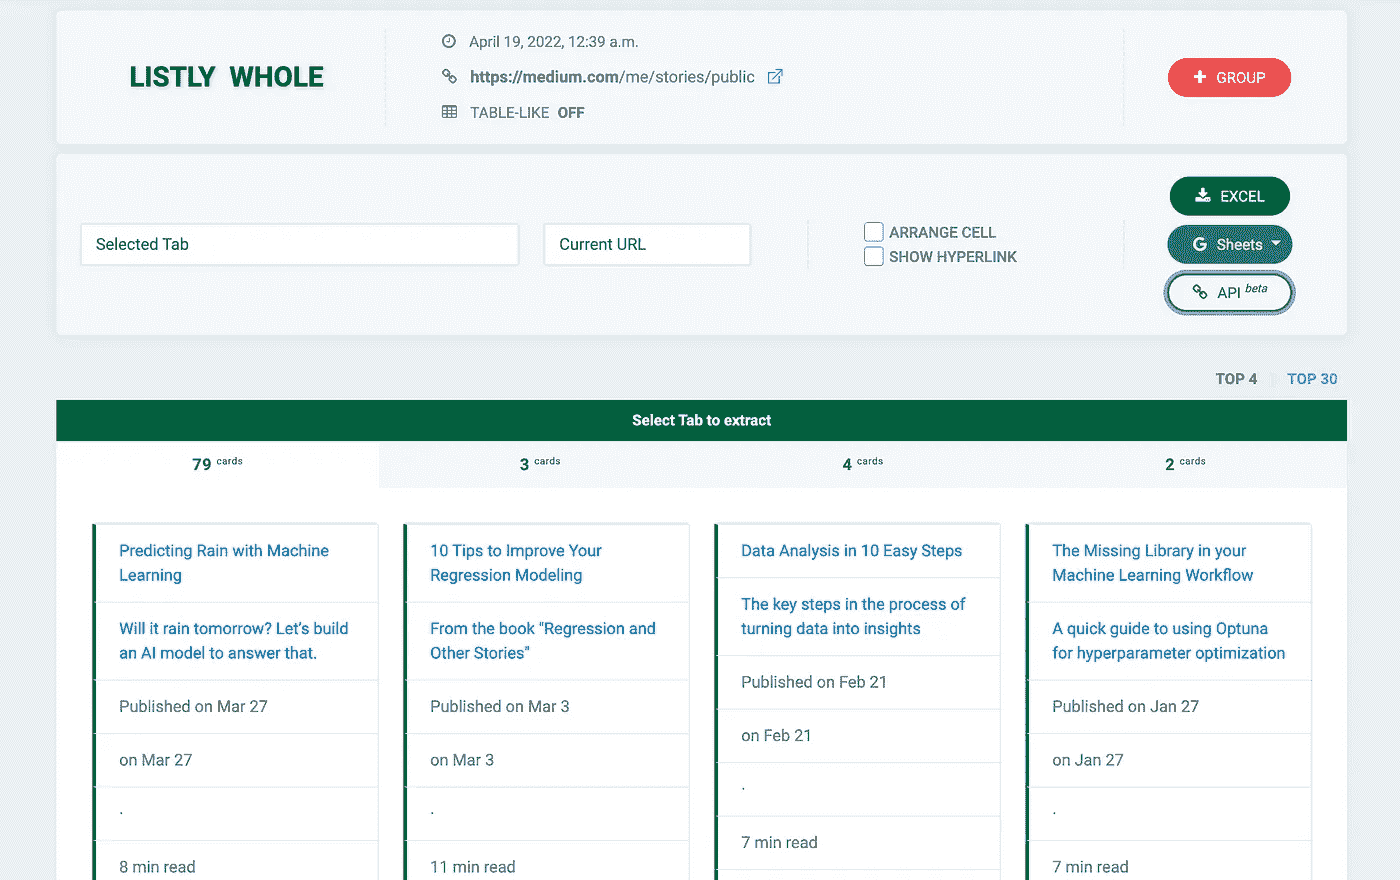 LISTLY WHOLE
April 19, 2022, 12:39 a.m.
https://medium.com/me/stories/public
TABLE-LIKE OFF
+ GROUP
Selected Tab
Current URL
ARRANGE CELL
SHOW HYPERLINK
EXCEL
G Sheets
API beta
TOP 4
TOP 30
Select Tab to extract
79 cards
3 cards
4 cards
2 cards
Predicting Rain with Machine
Learning
Will it rain tomorrow? Let's build
an AI model to answer that.
Published on Mar 27
on Mar 27
.
8 min read
10 Tips to Improve Your
Regression Modeling
From the book "Regression and
Other Stories"
Published on Mar 3
on Mar 3
.
11 min read
Data Analysis in 10 Easy Steps
The key steps in the process of
turning data into insights
Published on Feb 21
on Feb 21
.
7 min read
The Missing Library in your
Machine Learning Workflow
A quick guide to using Optuna
for hyperparameter optimization
Published on Jan 27
on Jan 27
.
7 min read